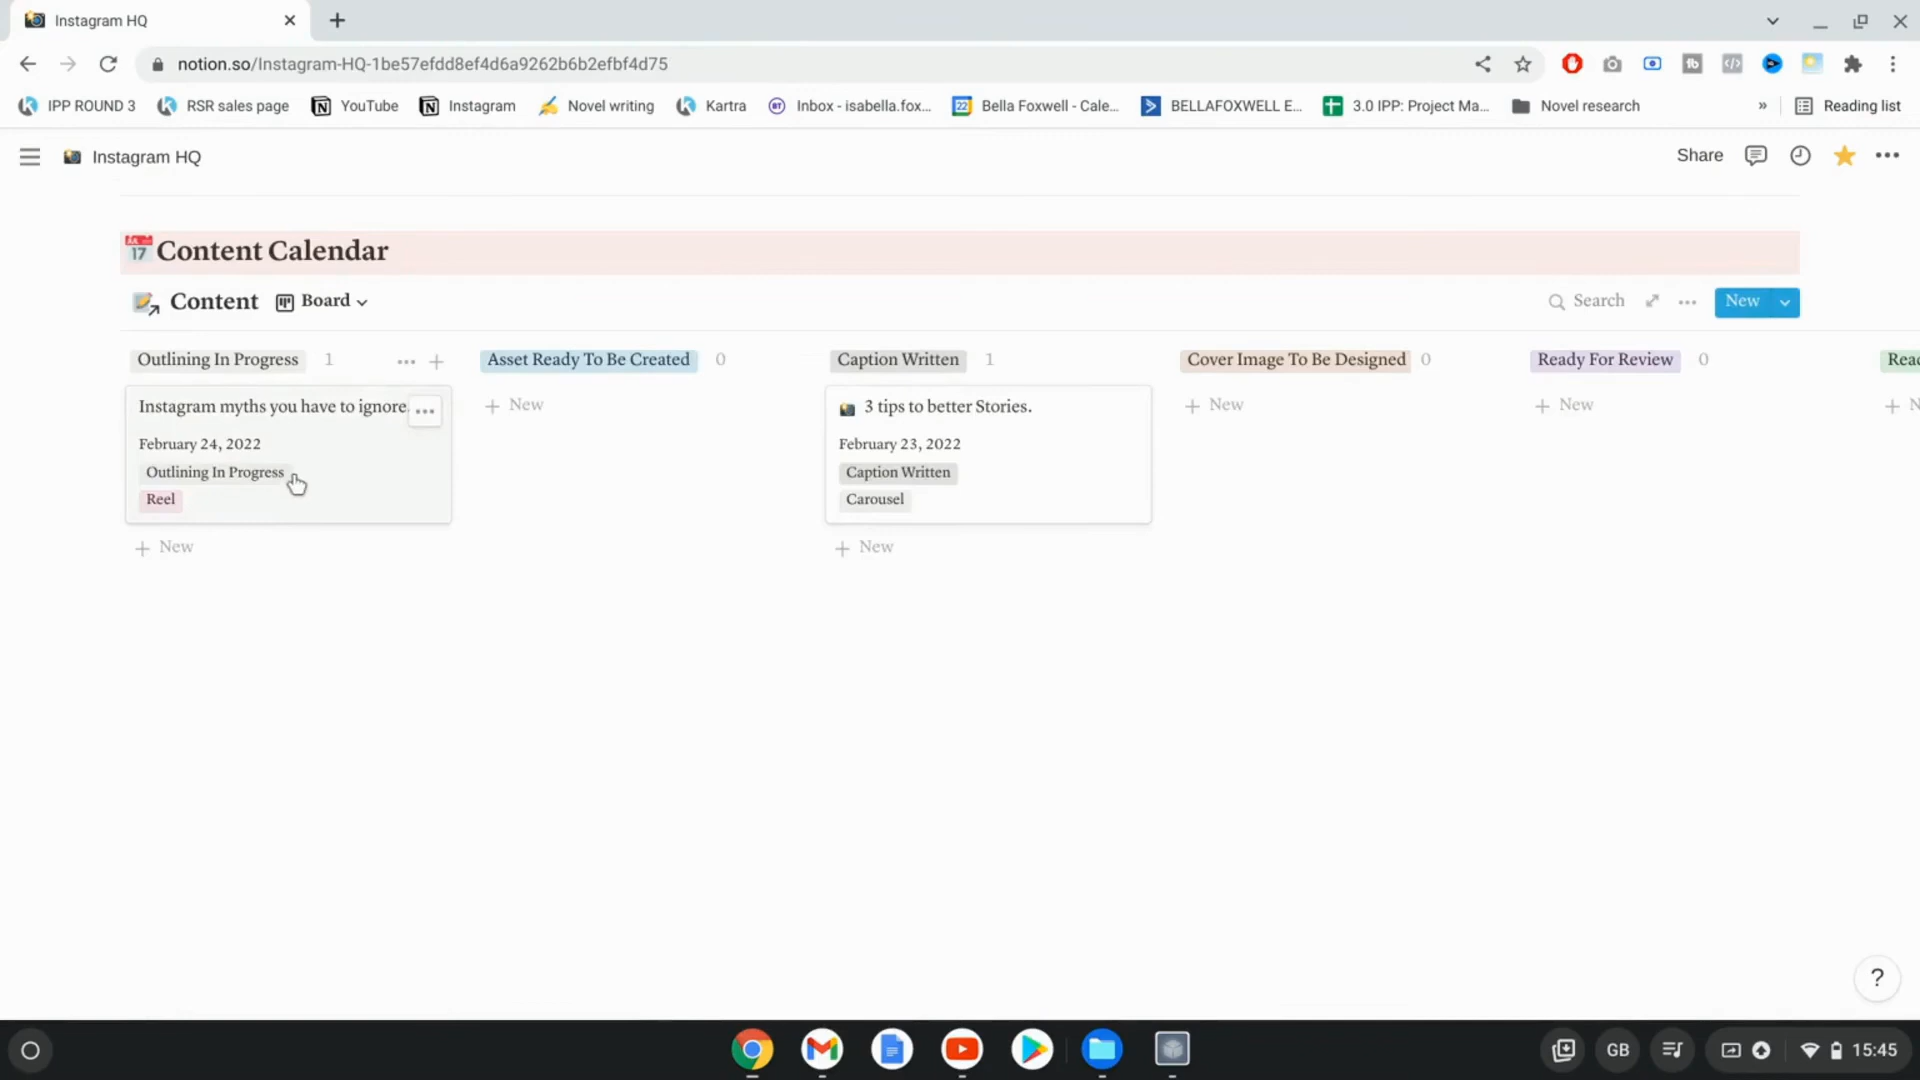 Instagram HQ
notion.so/Instagram-HQ-1be57efdd8ef4d6a9262b6b2efbf4d75
IPP ROUND 3 RSR sales page YouTube Instagram Novel writing Kartra Inbox - isabella.fox... Bella Foxwell - Cale... BELLAFOXWELL E... 3.0 IPP: Project Ma... Novel research » Reading list
Instagram HQ Share
Content Calendar
Content Board Search New
Outlining In Progress 1 Asset Ready To Be Created 0 Caption Written 1 Cover Image To Be Designed 0 Ready For Review 0
Instagram myths you have to ignore. + New 3 tips to better Stories. + New + New
February 24, 2022 February 23, 2022
Outlining In Progress Caption Written
Reel Carousel
+ New + New
?
GB 15:45